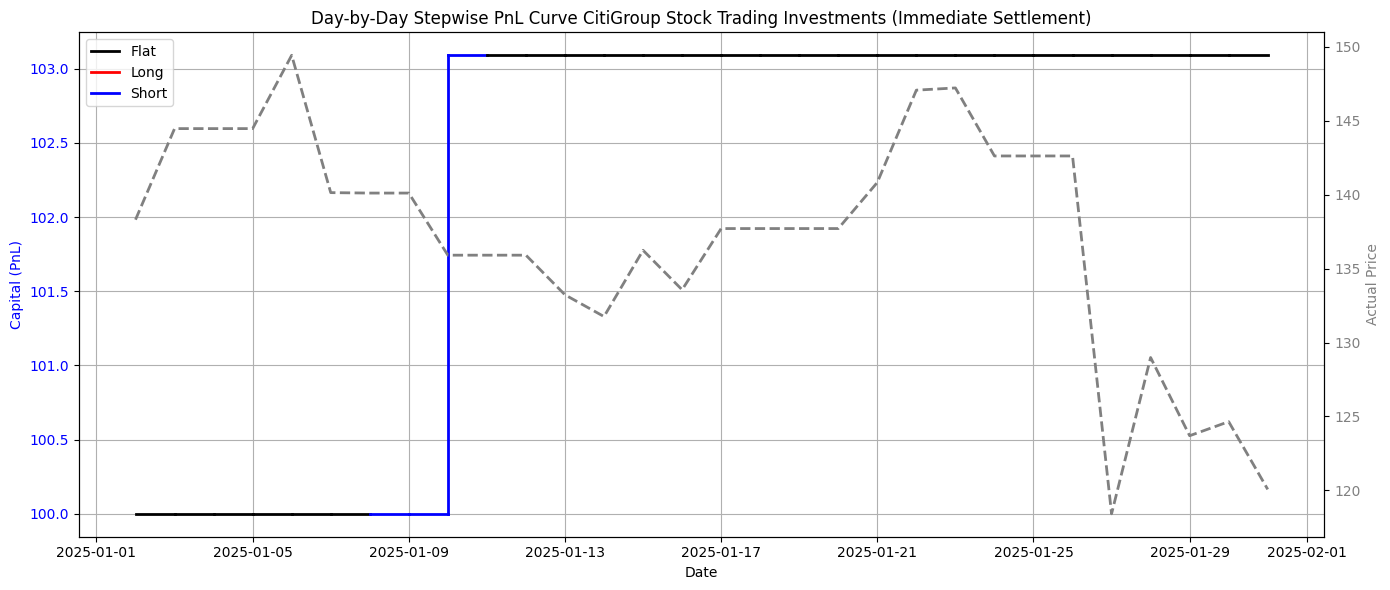 Day-by-Day Stepwise PnL Curve CitiGroup Stock Trading Investments (Immediate Settlement)
Flat
Long
Short
103.0
102.5
102.0
101.5
101.0
100.5
100.0
Capital (PnL)
150
145
140
135
130
125
120
Actual Price
2025-01-01 2025-01-05 2025-01-09 2025-01-13 2025-01-17 2025-01-21 2025-01-25 2025-01-29 2025-02-01
Date